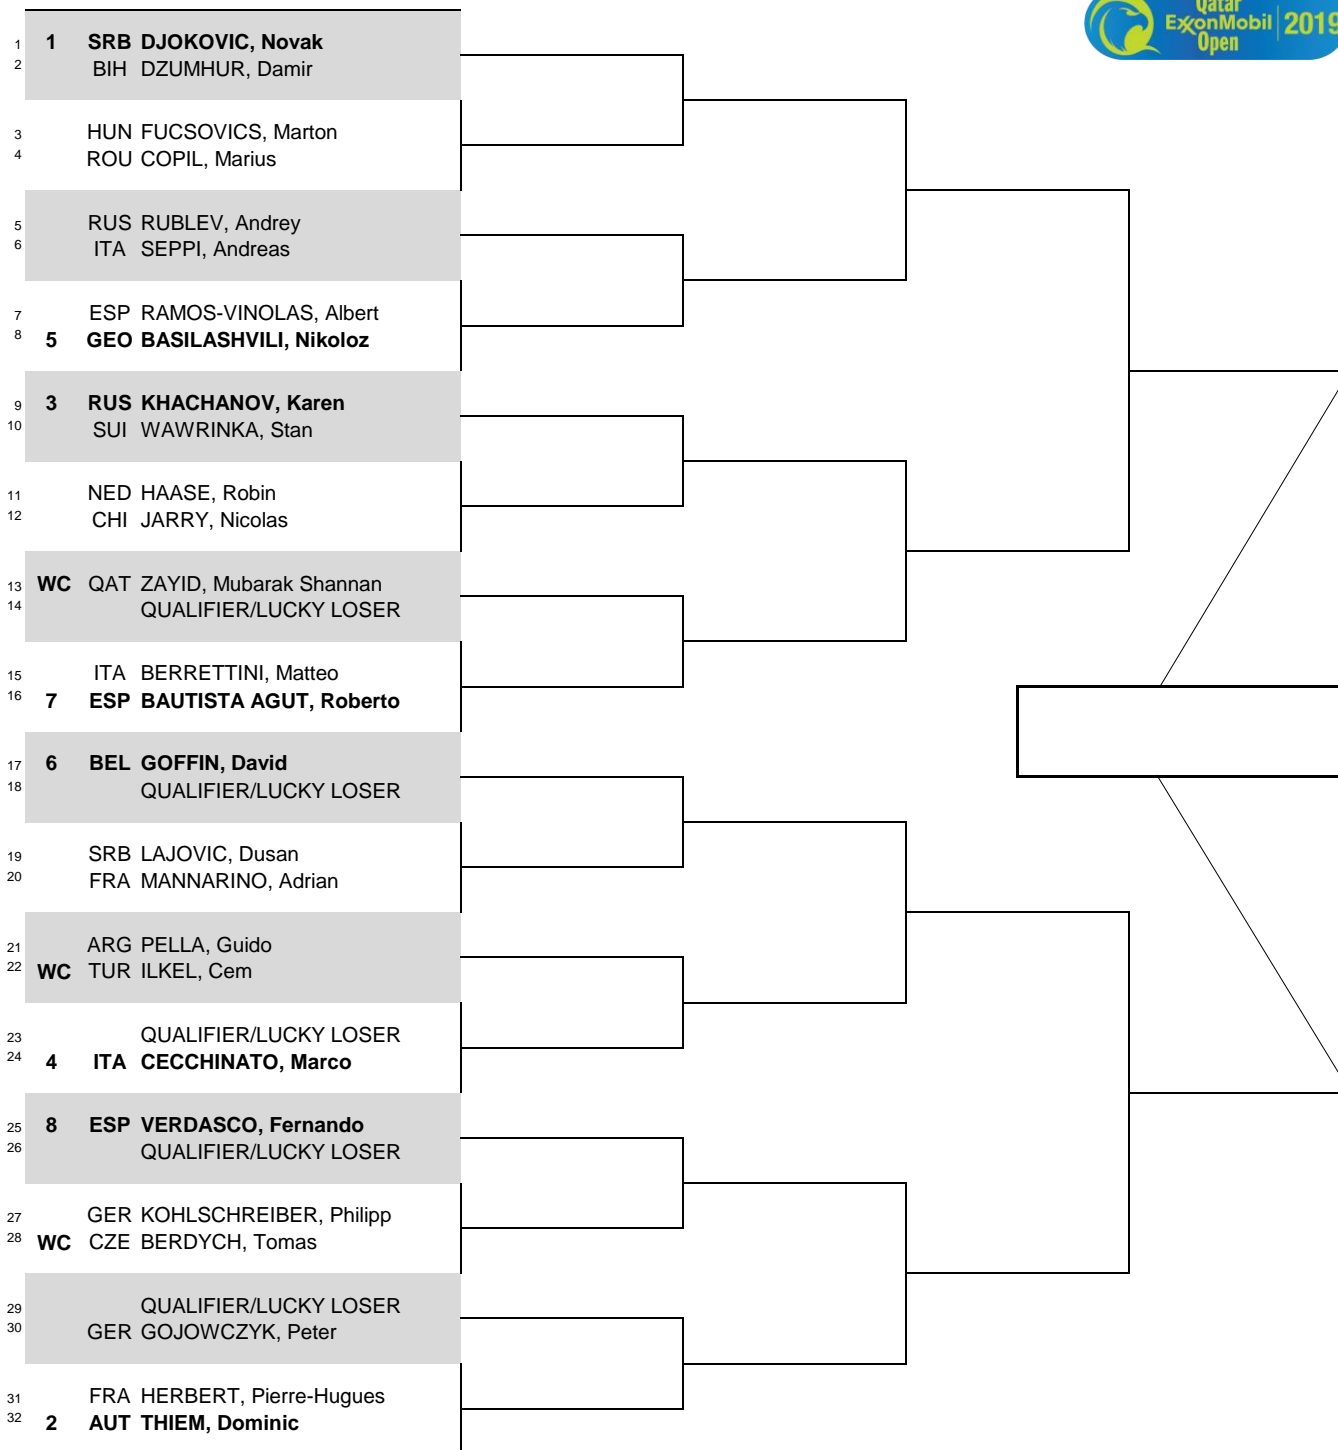 Qatar
ExxonMobil 2019
Open
1 1 SRB DJOKOVIC, Novak
2 BIH DZUMHUR, Damir
3 HUN FUCSOVICS, Marton
4 ROU COPIL, Marius
5 RUS RUBLEV, Andrey
6 ITA SEPPI, Andreas
7 ESP RAMOS-VINOLAS, Albert
8 5 GEO BASILASHVILI, Nikoloz
9 3 RUS KHACHANOV, Karen
10 SUI WAWRINKA, Stan
11 NED HAASE, Robin
12 CHI JARRY, Nicolas
13 WC QAT ZAYID, Mubarak Shannan
14 QUALIFIER/LUCKY LOSER
15 ITA BERRETTINI, Matteo
16 7 ESP BAUTISTA AGUT, Roberto
17 6 BEL GOFFIN, David
18 QUALIFIER/LUCKY LOSER
19 SRB LAJOVIC, Dusan
20 FRA MANNARINO, Adrian
21 ARG PELLA, Guido
22 WC TUR ILKEL, Cem
23 QUALIFIER/LUCKY LOSER
24 4 ITA CECCHINATO, Marco
25 8 ESP VERDASCO, Fernando
26 QUALIFIER/LUCKY LOSER
27 GER KOHLSCHREIBER, Philipp
28 WC CZE BERDYCH, Tomas
29 QUALIFIER/LUCKY LOSER
30 GER GOJOWCZYK, Peter
31 FRA HERBERT, Pierre-Hugues
32 2 AUT THIEM, Dominic